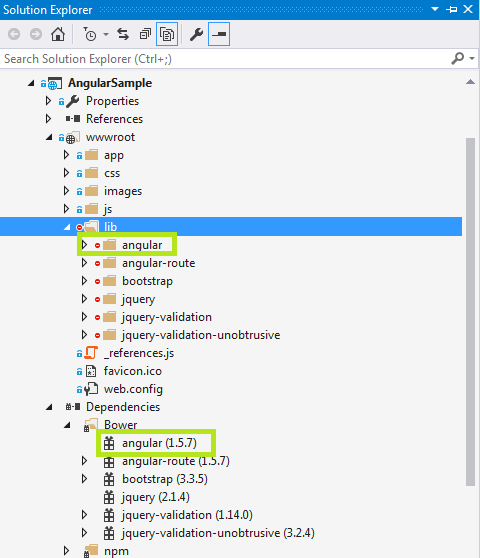 Solution Explorer
Search Solution Explorer (Ctrl+;)
AngularSample
Properties
References
wwwroot
app
css
images
js
lib
angular
angular-route
bootstrap
jquery
jquery-validation
jquery-validation-unobtrusive
_references.js
favicon.ico
web.config
Dependencies
Bower
angular (1.5.7)
angular-route (1.5.7)
bootstrap (3.3.5)
jquery (2.1.4)
jquery-validation (1.14.0)
jquery-validation-unobtrusive (3.2.4)
npm